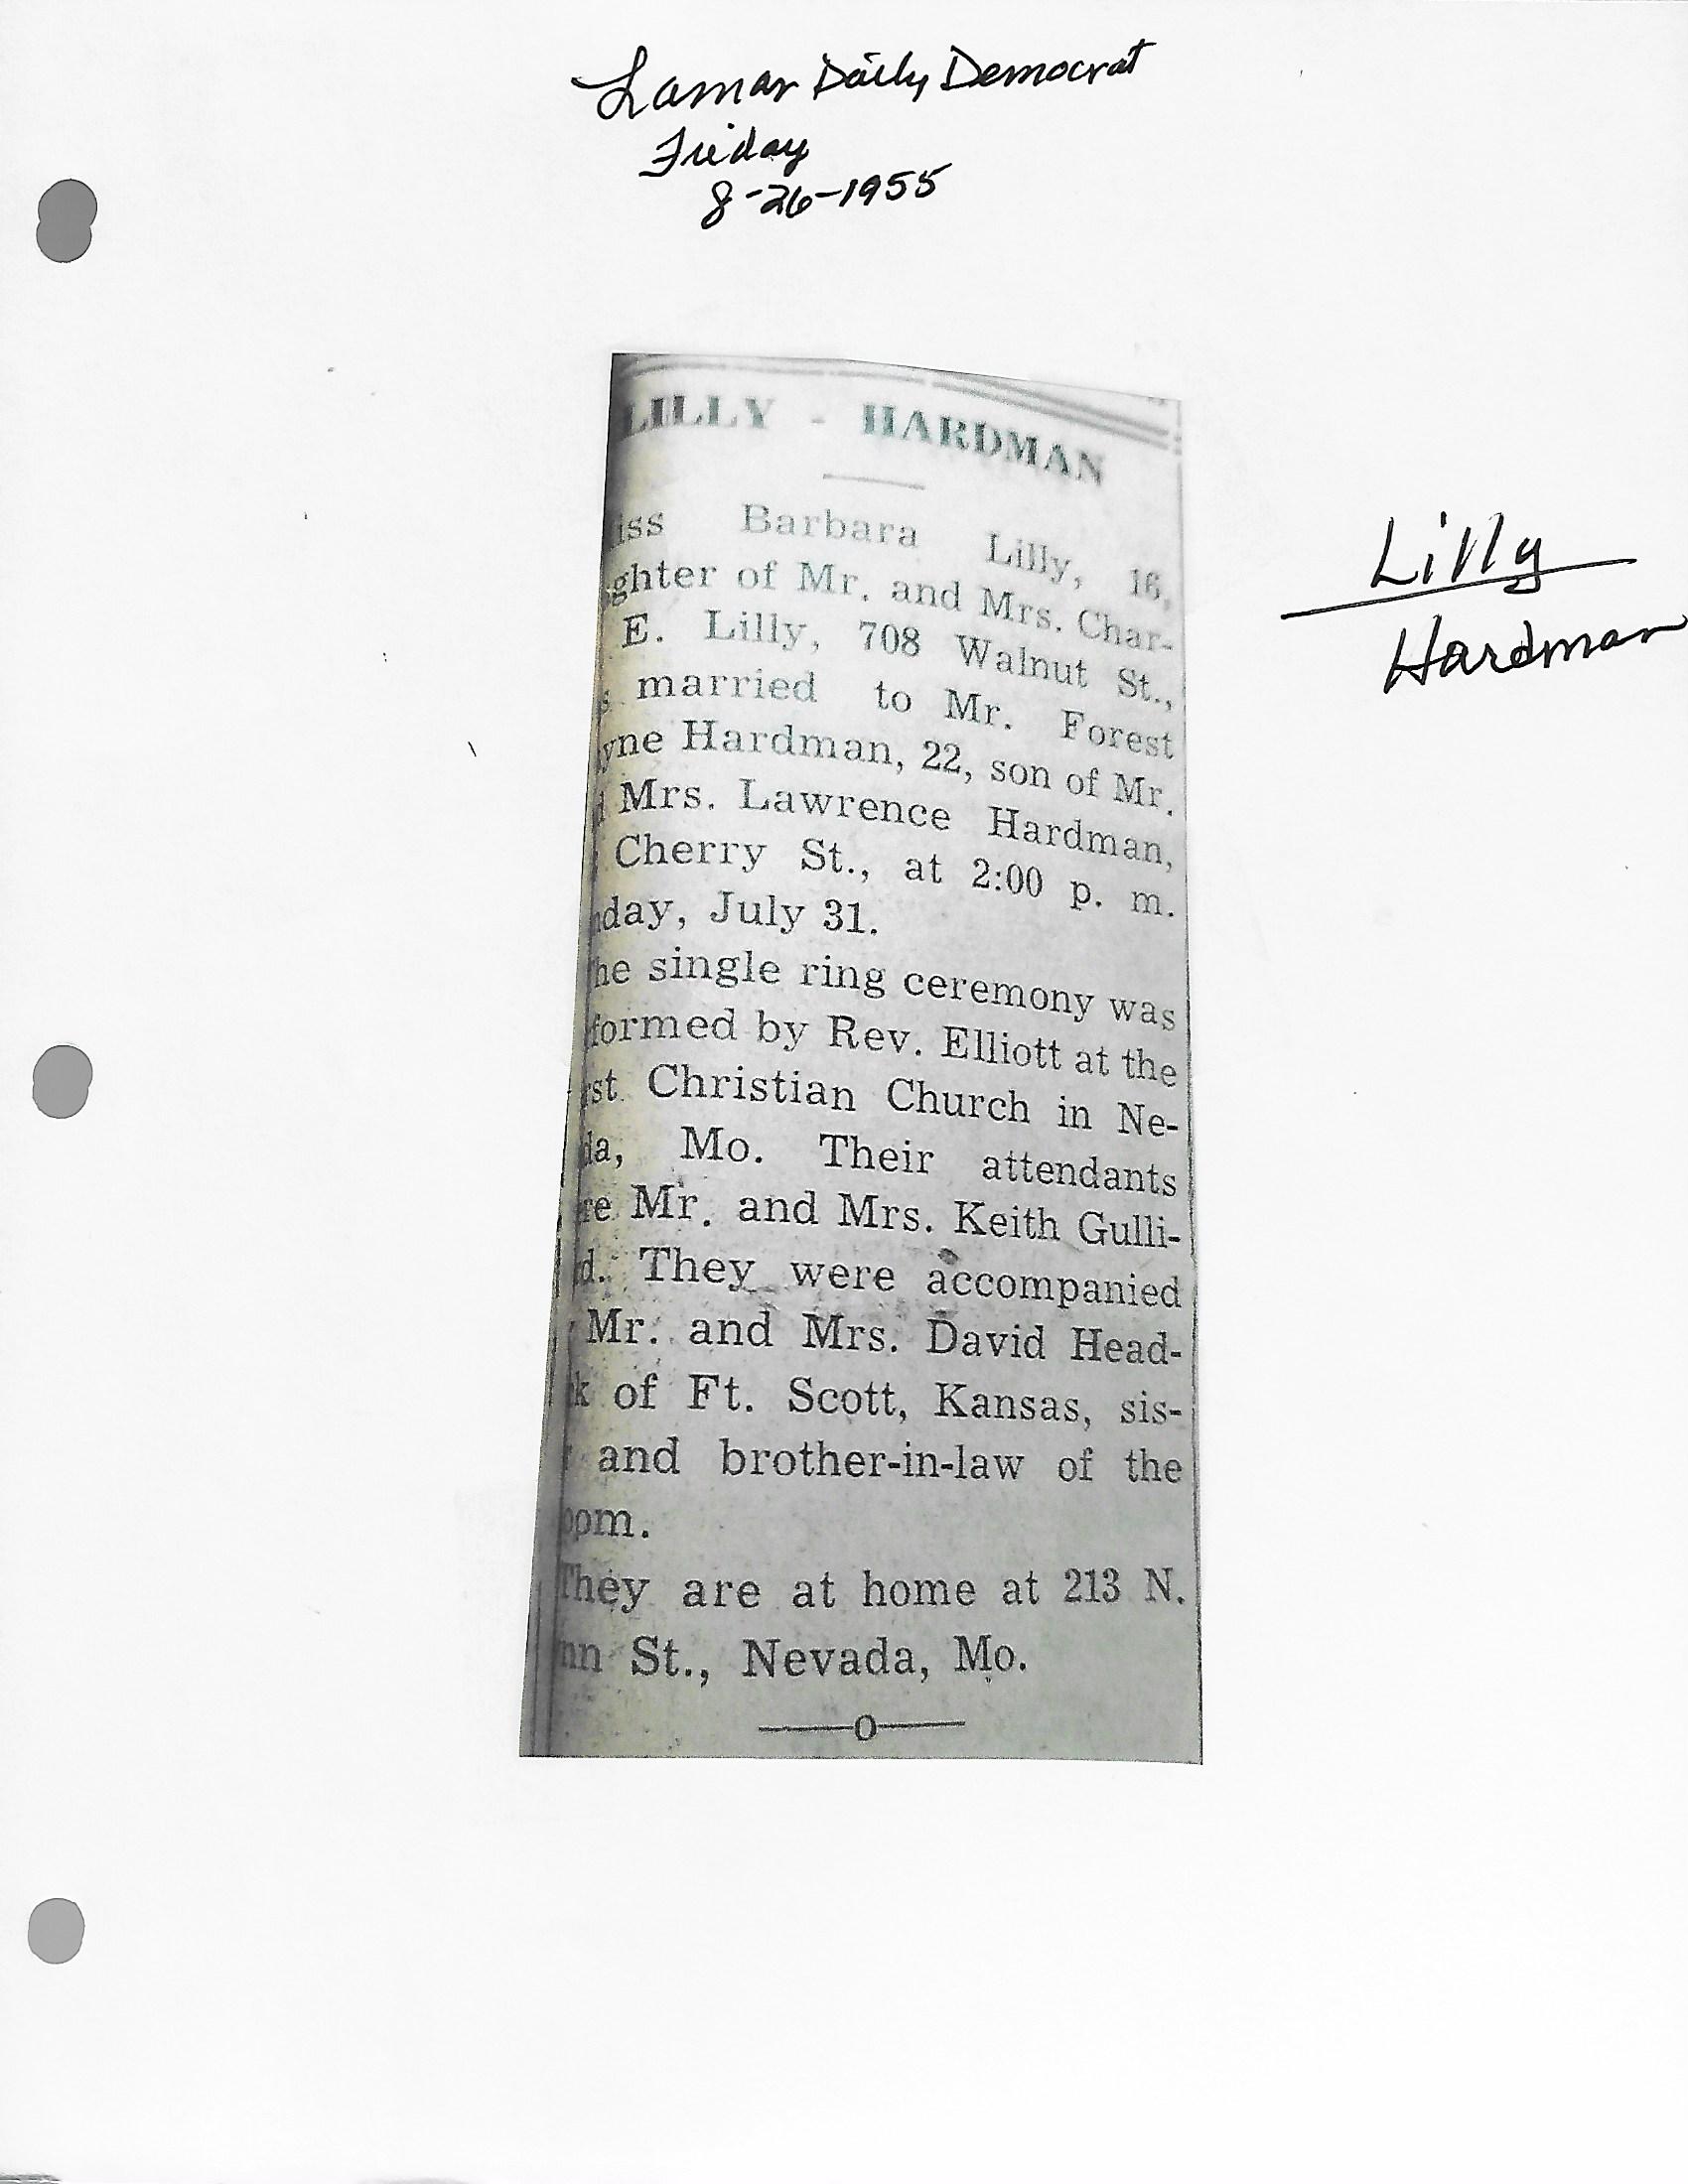 Lamar Daily Democrat
Friday
8-26-1955
LILLY - HARDMAN
iss Barbara Lilly, 16,
ghter of Mr. and Mrs. Char-
E. Lilly, 708 Walnut St.,
s married to Mr. Forest
yne Hardman, 22, son of Mr.
d Mrs. Lawrence Hardman,
Cherry St., at 2:00 p. m.
nday, July 31.
he single ring ceremony was
formed by Rev. Elliott at the
rst Christian Church in Ne-
da, Mo. Their attendants
re Mr. and Mrs. Keith Gulli-
d. They were accompanied
Mr. and Mrs. David Head-
k of Ft. Scott, Kansas, sis-
r and brother-in-law of the
oom.
They are at home at 213 N.
nn St., Nevada, Mo.
o
Lilly
Hardman